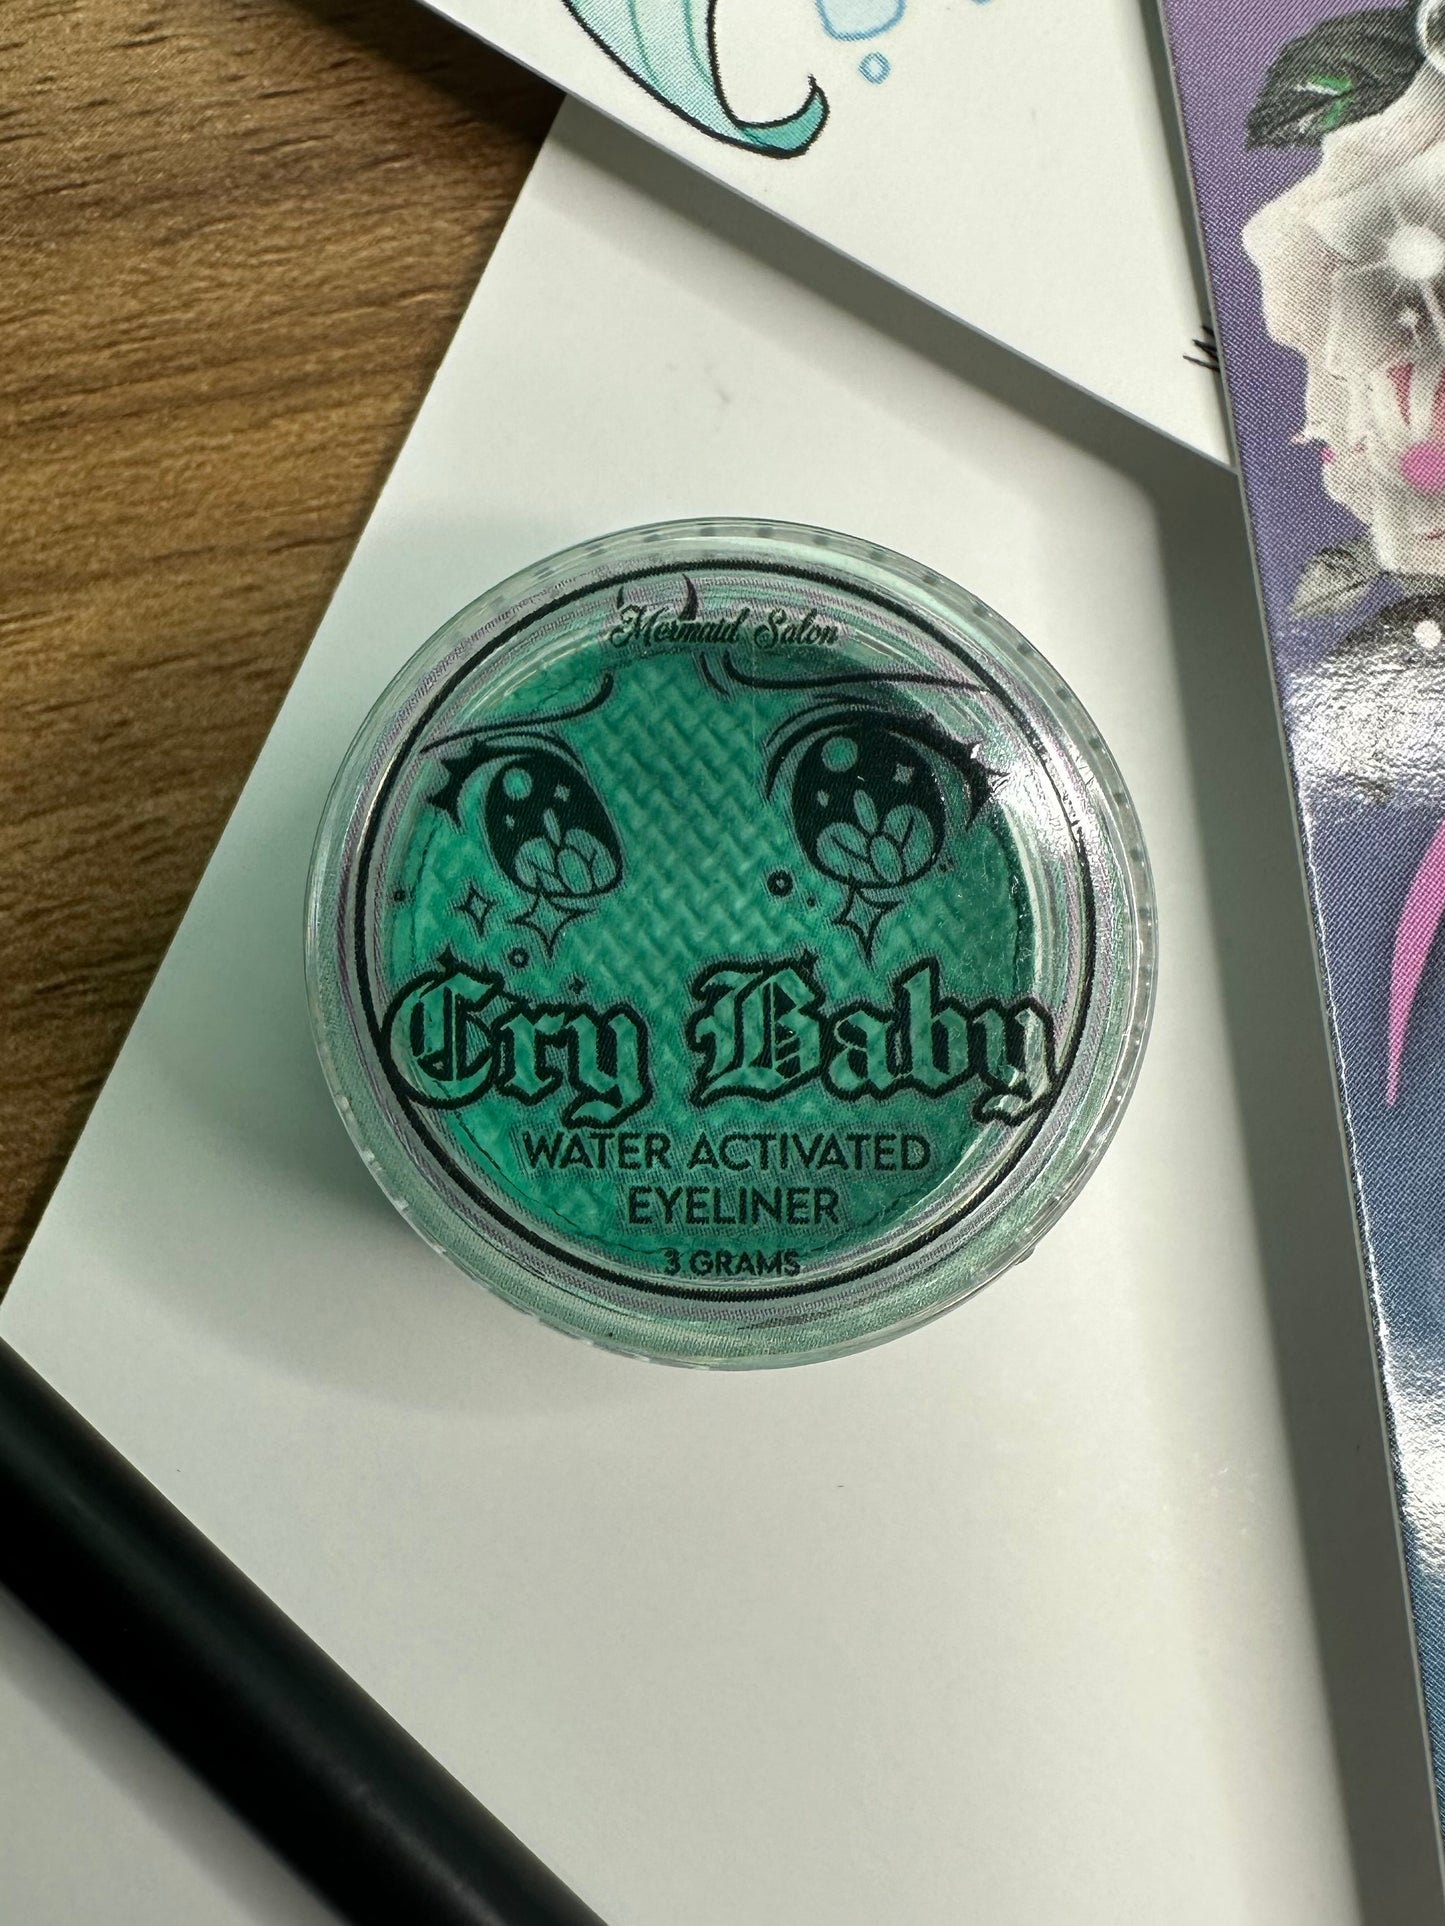 Mermaid Salon
Cry Baby
WATER ACTIVATED
EYELINER
3 GRAMS